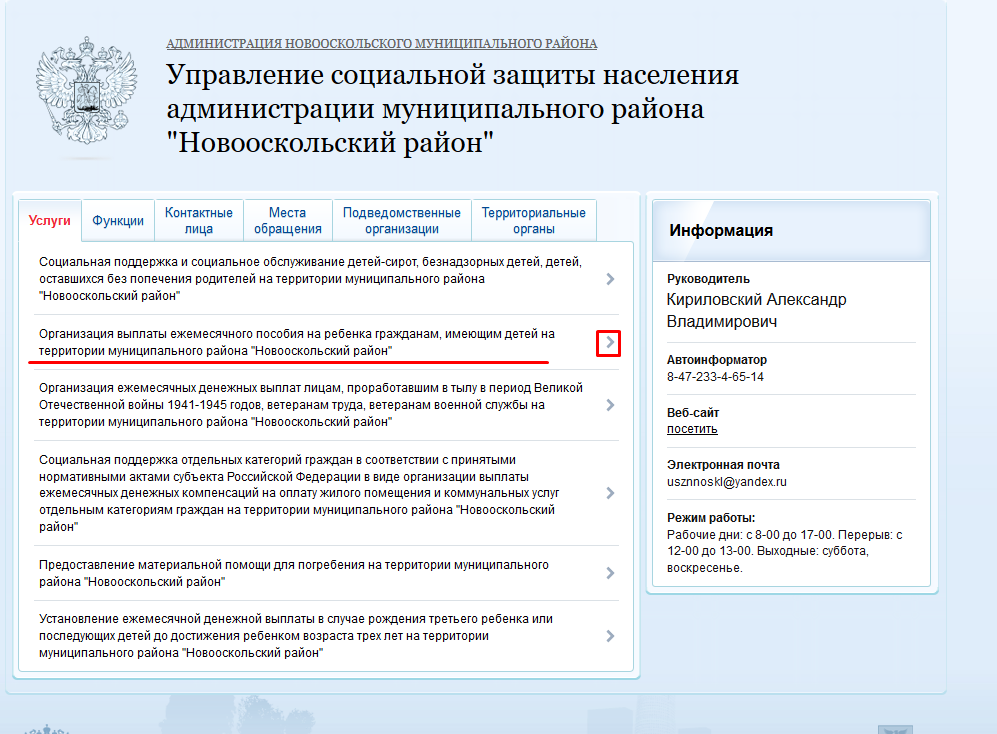 АДМИНИСТРАЦИЯ НОВООСКОЛЬСКОГО МУНИЦИПАЛЬНОГО РАЙОНА
Управление социальной защиты населения
администрации муниципального района
"Новооскольский район"
Услуги
Функции
Контактные
лица
Места
обращения
Подведомственные
организации
Территориальные
органы
Социальная поддержка и социальное обслуживание детей-сирот, безнадзорных детей, детей,
оставшихся без попечения родителей на территории муниципального района
"Новооскольский район"
Организация выплаты ежемесячного пособия на ребенка гражданам, имеющим детей на
территории муниципального района "Новооскольский район"
Организация ежемесячных денежных выплат лицам, проработавшим в тылу в период Великой
Отечественной войны 1941-1945 годов, ветеранам труда, ветеранам военной службы на
территории муниципального района "Новооскольский район"
Социальная поддержка отдельных категорий граждан в соответствии с принятыми
нормативными актами субъекта Российской Федерации в виде организации выплаты
ежемесячных денежных компенсаций на оплату жилого помещения и коммунальных услуг
отдельным категориям граждан на территории муниципального района "Новооскольский
район"
Предоставление материальной помощи для погребения на территории муниципального
района "Новооскольский район"
Установление ежемесячной денежной выплаты в случае рождения третьего ребенка или
последующих детей до достижения ребенком возраста трех лет на территории
муниципального района "Новооскольский район"
Информация
Руководитель
Кириловский Александр
Владимирович
Автоинформатор
8-47-233-4-65-14
Веб-сайт
посетить
Электронная почта
usznnoskl@yandex.ru
Режим работы:
Рабочие дни: с 8-00 до 17-00. Перерыв: с
12-00 до 13-00. Выходные: суббота,
воскресенье.